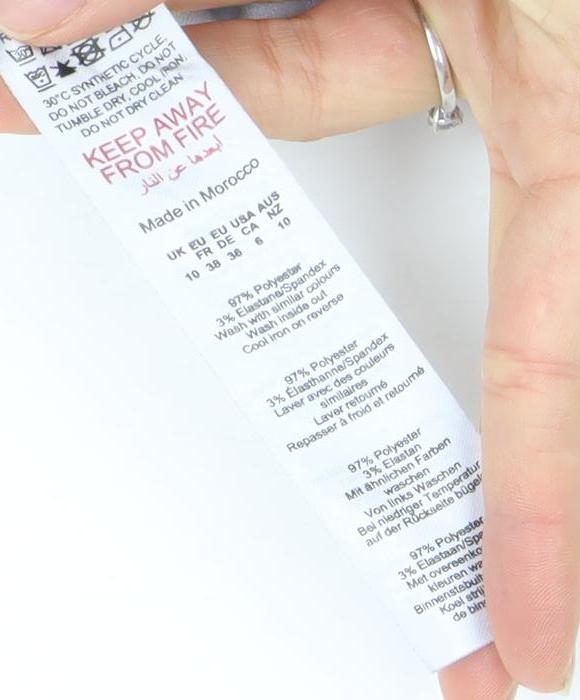 30°C SYNTHETIC CYCLE,
DO NOT BLEACH, DO NOT
TUMBLE DRY, COOL IRON,
DO NOT DRY CLEAN
KEEP AWAY
FROM FIRE
أبعدها عن النار
Made in Morocco
UK EU EU USA AUS
FR DE CA NZ
10 38 36 6 10
97% Polyester
3% Elastane/Spandex
Wash with similar colours
Wash inside out
Cool iron on reverse
97% Polyester
3% Élasthanne/Spandex
Laver avec des couleurs
similaires
Laver retourné
Repasser à froid et retourné
97% Polyester
3% Elastan
Mit ähnlichen Farben
waschen
Von links Waschen
Bei niedriger Temperatur
auf der Rückseite bügel
97% Polyester
3% Elastaan/Spa
Met overeenko
kleuren wa
Binnenstebuit
Koel strij
de bin